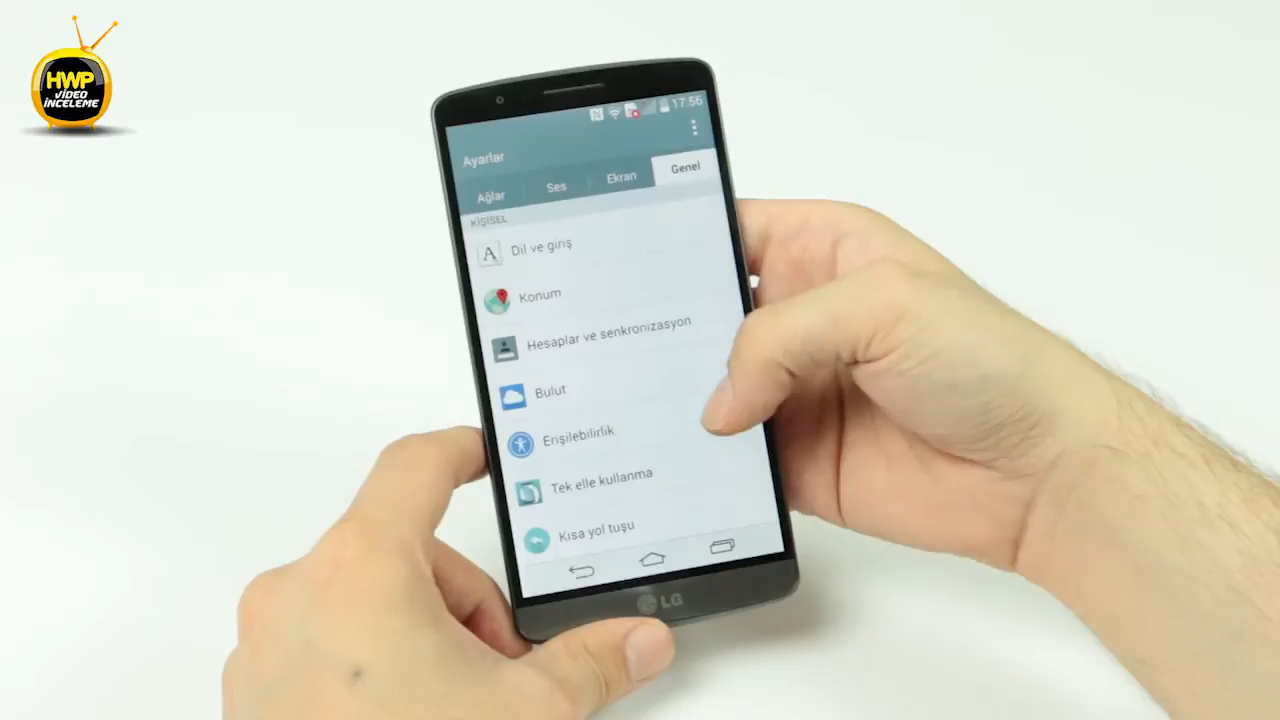 HWP
VİDEO
İNCELEME
17:56
Ayarlar
Ağlar
Ses
Ekran
Genel
KİŞİSEL
A
Dil ve giriş
Konum
Hesaplar ve senkronizasyon
Bulut
Erişilebilirlik
Tek elle kullanma
Kısa yol tuşu
LG